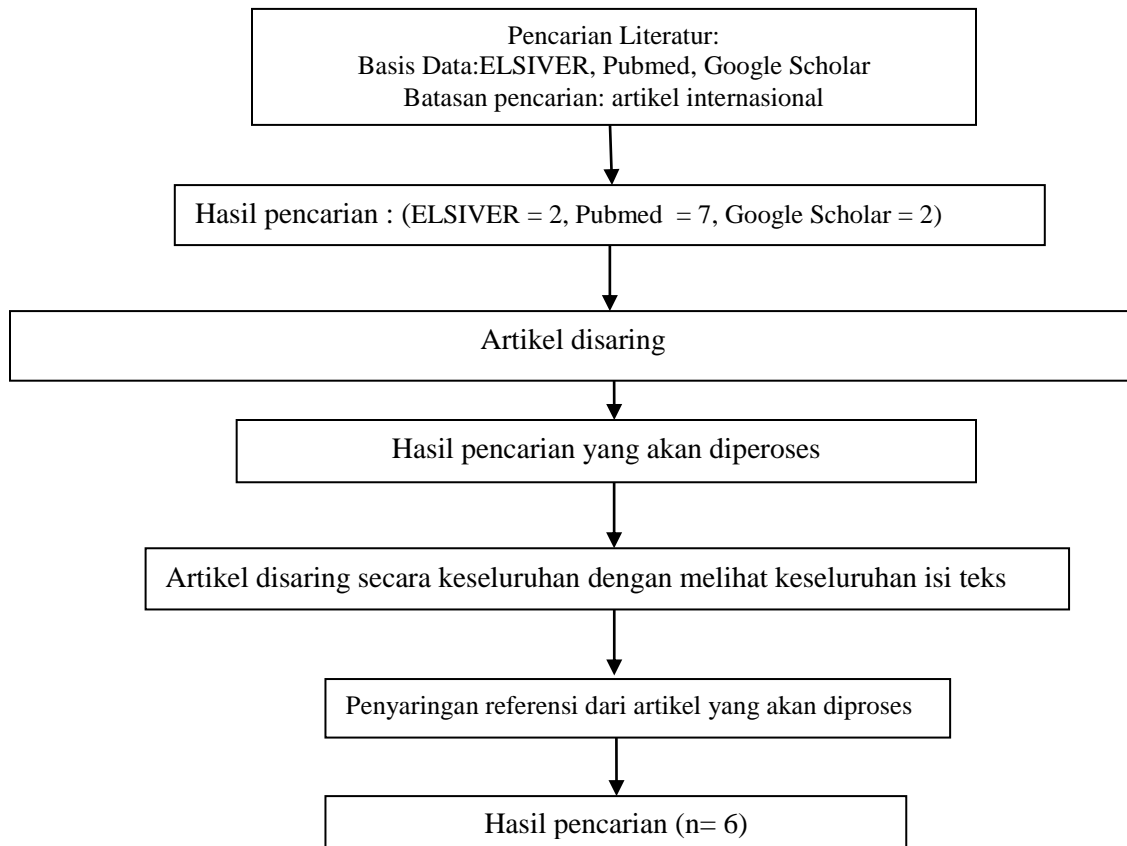 Pencarian Literatur:
Basis Data:ELSIVER, Pubmed, Google Scholar
Batasan pencarian: artikel internasional
Hasil pencarian : (ELSIVER = 2, Pubmed  = 7, Google Scholar = 2)
Artikel disaring
Hasil pencarian yang akan diperoses
Artikel disaring secara keseluruhan dengan melihat keseluruhan isi teks
Penyaringan referensi dari artikel yang akan diproses
Hasil pencarian (n= 6)